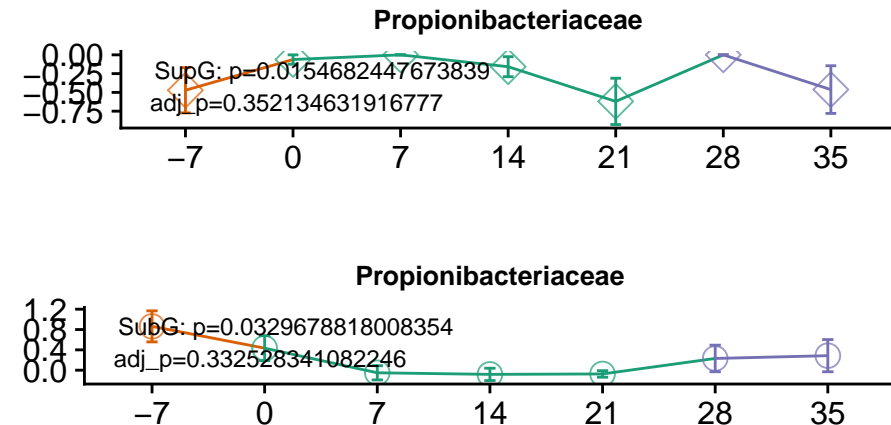 Propionibacteriaceae
0.00
−0.25
−0.50
−0.75
SupG: p=0.0154682447673839
adj_p=0.352134631916777
−7 0 7 14 21 28 35
Propionibacteriaceae
1.2
0.8
0.4
0.0
SubG: p=0.0329678818008354
adj_p=0.332528341082246
−7 0 7 14 21 28 35